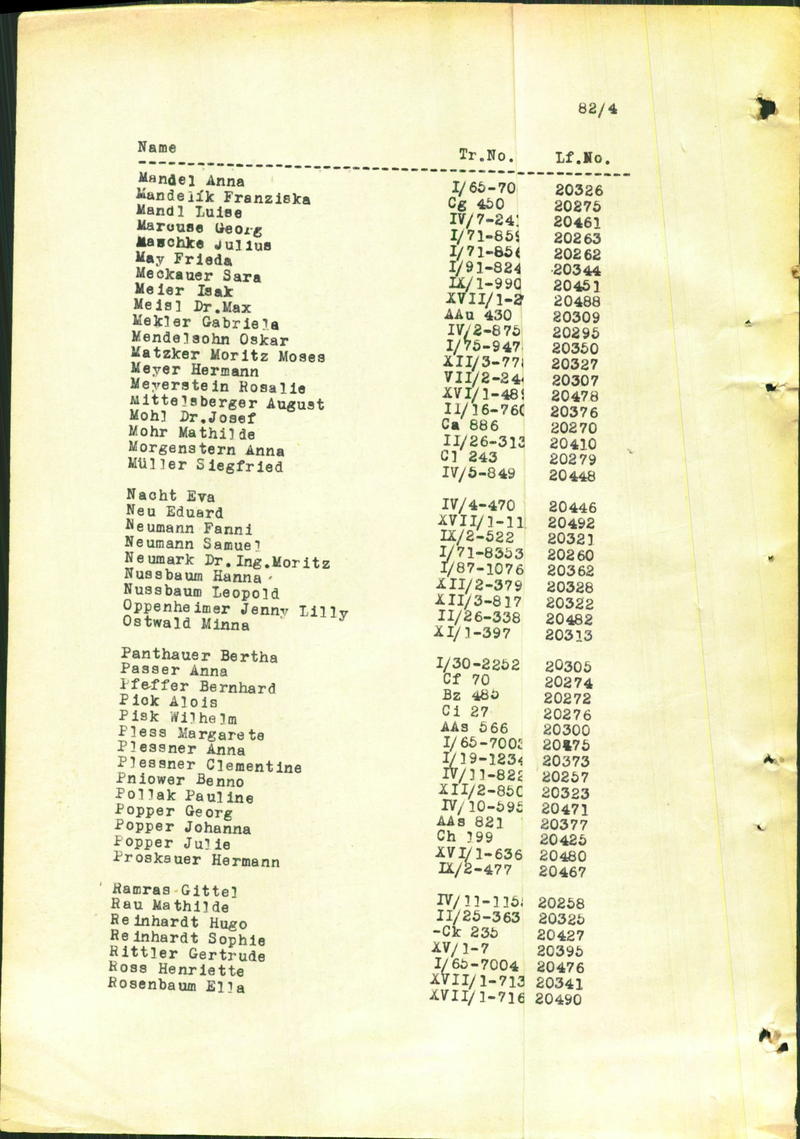 82/4
Name Tr.No. Lf.No.
Mandel Anna I/65-70 20326
Mandelik Franziska Cg 450 20275
Mandl Luise IV/7-24 20461
Marcuse Georg I/71-859 20263
Maschke Julius I/71-856 20262
May Frieda I/91-824 20344
Meckauer Sara IX/1-990 20451
Meier Isak XVII/1-2 20488
Meisl Dr.Max AAu 430 20309
Mekler Gabriela IV/2-875 20295
Mendelsohn Oskar I/75-947 20350
Matzker Moritz Moses XII/3-77 20327
Meyer Hermann VII/2-24 20307
Meyerstein Rosalie XVI/1-48 20478
Mittelsberger August II/16-760 20376
Mohl Dr.Josef Ca 886 20270
Mohr Mathilde II/26-313 20410
Morgenstern Anna Cl 243 20279
Müller Siegfried IV/5-849 20448
Nacht Eva IV/4-470 20446
Neu Eduard XVII/1-11 20492
Neumann Fanni IX/2-522 20321
Neumann Samuel I/71-8353 20260
Neumark Dr.Ing.Moritz I/87-1076 20362
Nussbaum Hanna XII/2-379 20328
Nussbaum Leopold XII/3-817 20322
Oppenheimer Jenny Lilly II/26-338 20482
Ostwald Minna XI/1-397 20313
Panthauer Bertha I/30-2252 20305
Passer Anna Cf 70 20274
Pfeffer Bernhard Bz 485 20272
Pick Alois Ci 27 20276
Pisk Wilhelm AAs 566 20300
Pless Margarete I/65-700 20475
Plessner Anna I/19-1234 20373
Plessner Clementine IV/11-822 20257
Pniower Benno XII/2-850 20323
Pollak Pauline IV/10-595 20471
Popper Georg AAs 821 20377
Popper Johanna Ch 199 20425
Popper Julie XVI/1-636 20480
Proskauer Hermann IX/2-477 20467
Ramras Gittel IV/11-115 20258
Rau Mathilde II/25-363 20325
Reinhardt Hugo -Ck 235 20427
Reinhardt Sophie XV/1-7 20395
Rittler Gertrude I/65-7004 20476
Ross Henriette XVII/1-713 20341
Rosenbaum Ella XVII/1-716 20490